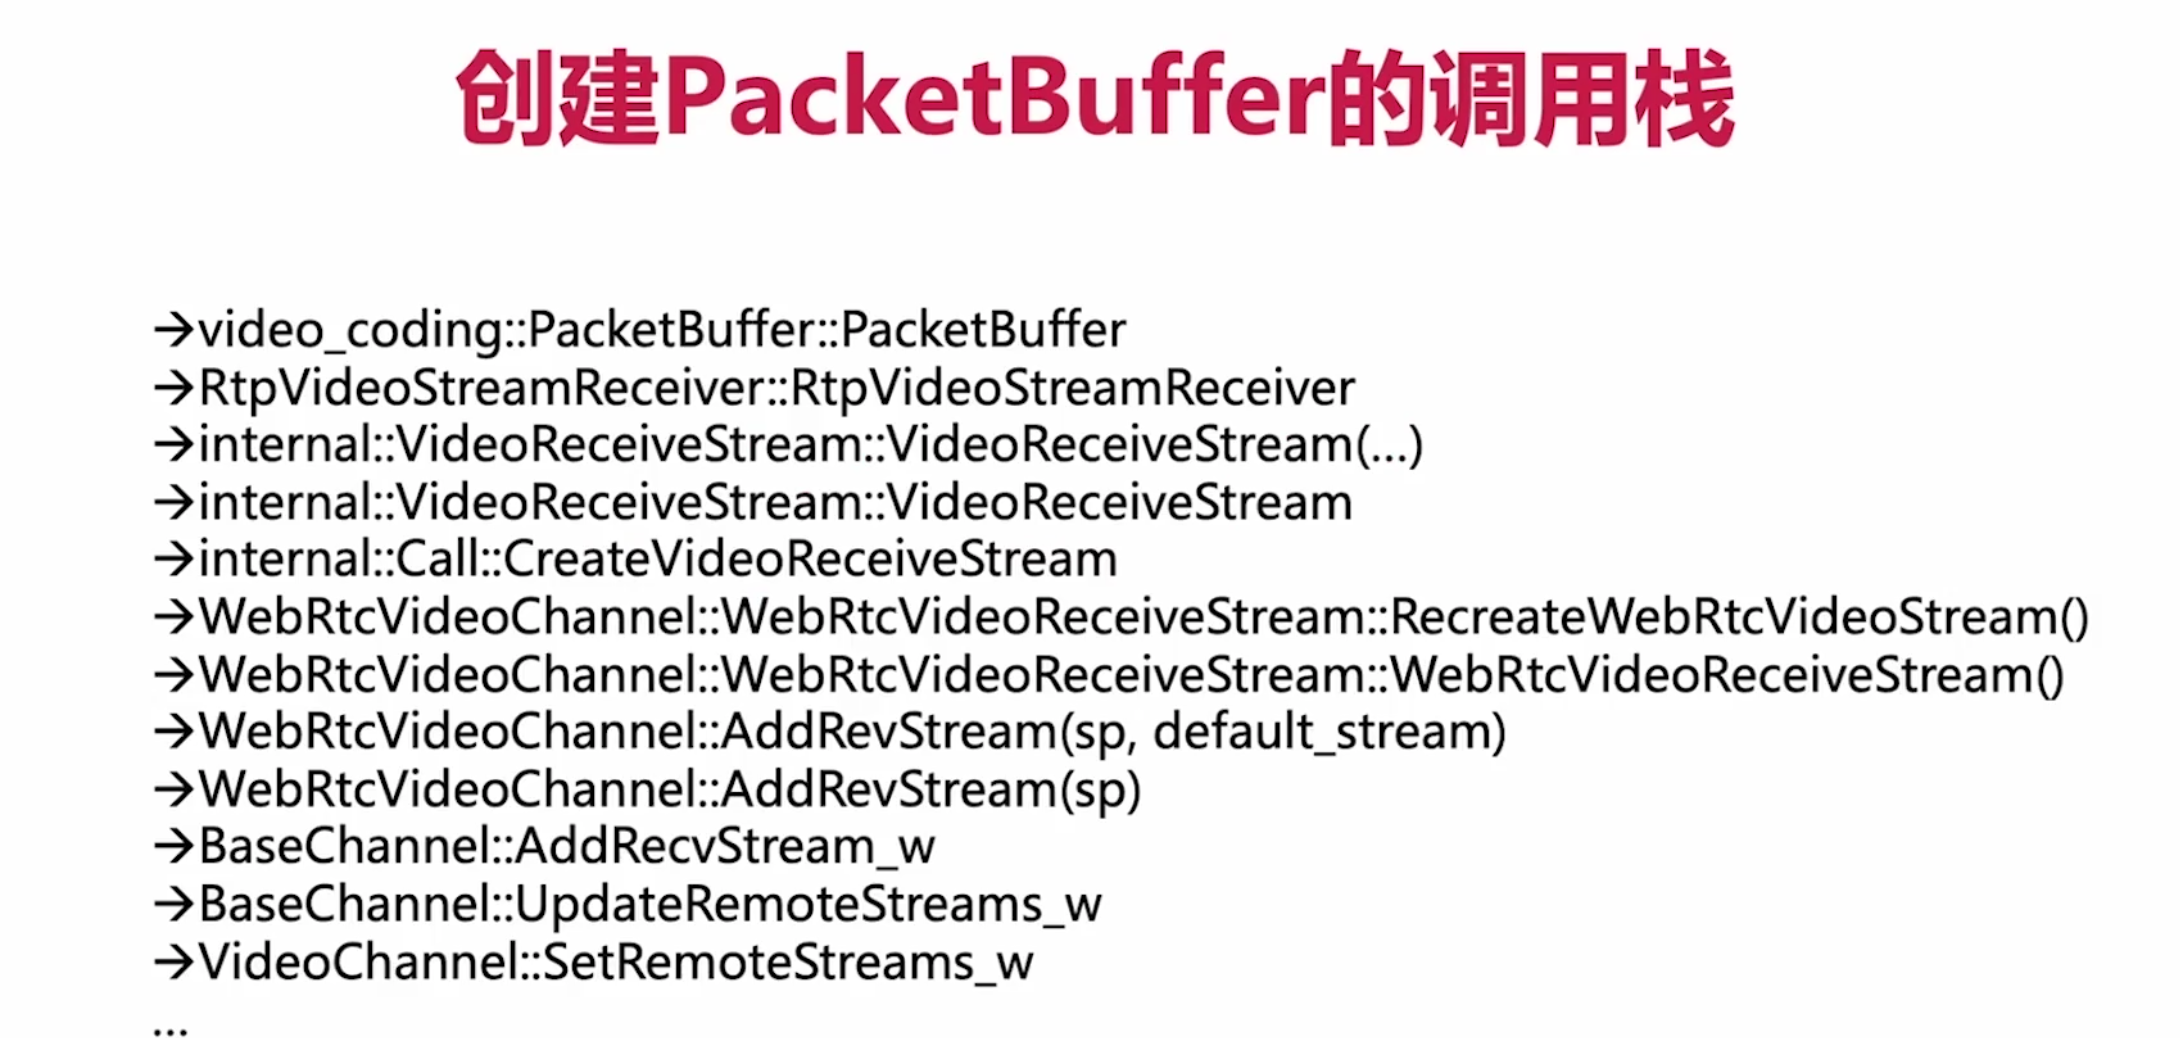 创建PacketBuffer的调用栈
→video_coding::PacketBuffer::PacketBuffer
→RtpVideoStreamReceiver::RtpVideoStreamReceiver
→internal::VideoReceiveStream::VideoReceiveStream(...)
→internal::VideoReceiveStream::VideoReceiveStream
→internal::Call::CreateVideoReceiveStream
→WebRtcVideoChannel::WebRtcVideoReceiveStream::RecreateWebRtcVideoStream()
→WebRtcVideoChannel::WebRtcVideoReceiveStream::WebRtcVideoReceiveStream()
→WebRtcVideoChannel::AddRevStream(sp, default_stream)
→WebRtcVideoChannel::AddRevStream(sp)
→BaseChannel::AddRecvStream_w
→BaseChannel::UpdateRemoteStreams_w
→VideoChannel::SetRemoteStreams_w
...